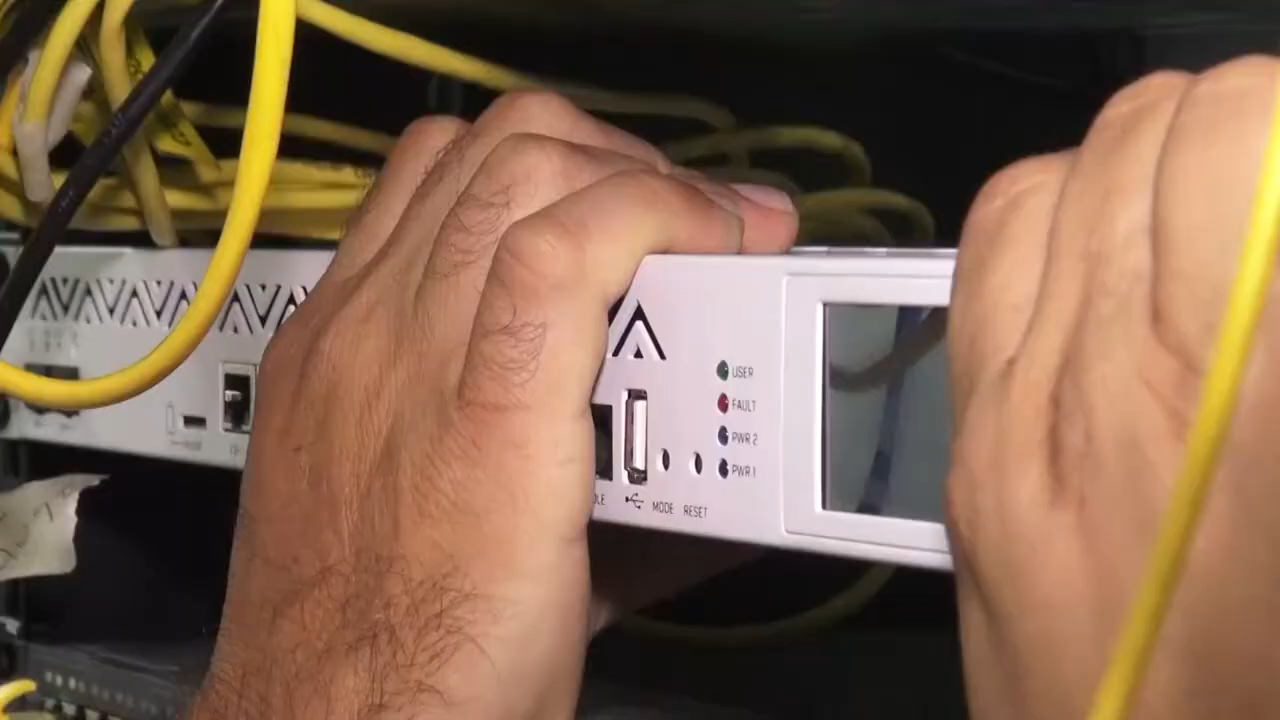 USER
FAULT
PWR 2
PWR 1
MODE RESET